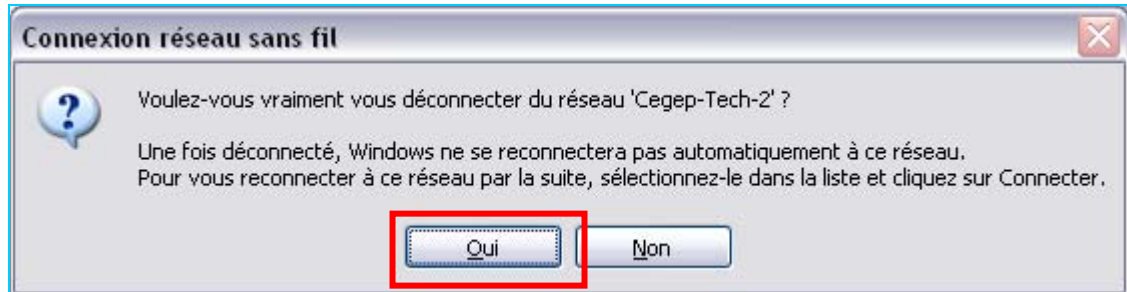 Connexion réseau sans fil
Voulez-vous vraiment vous déconnecter du réseau 'Cegep-Tech-2' ?
Une fois déconnecté, Windows ne se reconnectera pas automatiquement à ce réseau.
Pour vous reconnecter à ce réseau par la suite, sélectionnez-le dans la liste et cliquez sur Connecter.
Oui Non